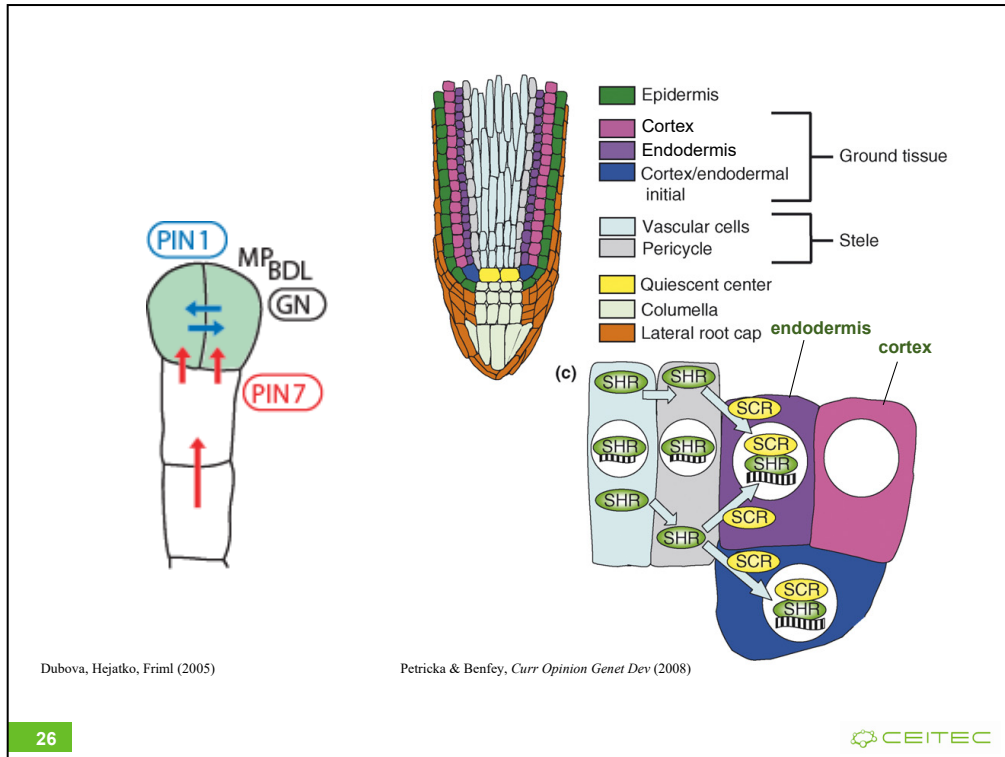 PIN1
MP
BDL
GN
PIN7
Epidermis
Cortex
Endodermis
Cortex/endodermal
initial
Ground tissue
Vascular cells
Pericycle
Stele
Quiescent center
Columella
Lateral root cap
endodermis
cortex
(c)
SHR
SHR
SCR
SHR
SHR
SCR
SHR
SHR
SCR
SHR
SCR
SCR
SHR
Dubova, Hejatko, Friml (2005)
Petricka & Benfey, Curr Opinion Genet Dev (2008)
26
CEITEC